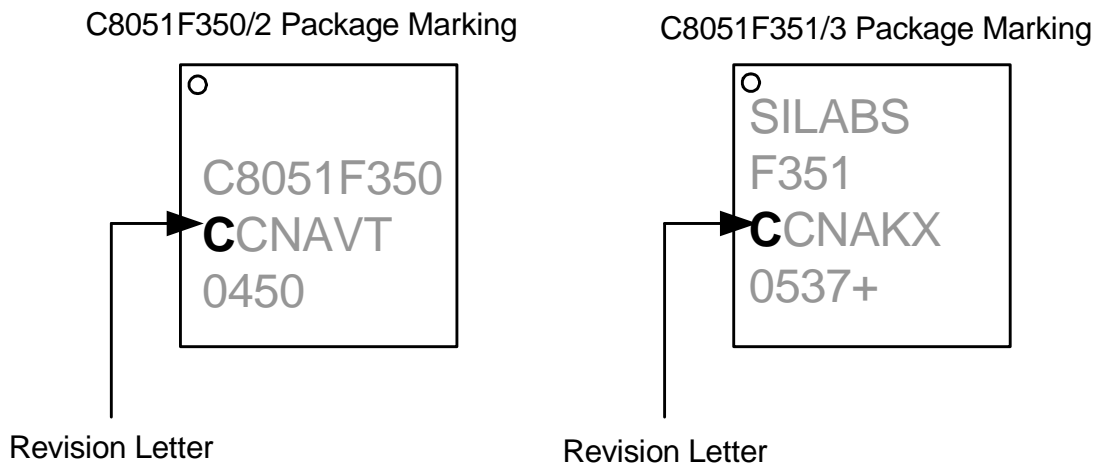 C8051F350/2 Package Marking
C8051F350
CCNAVT
0450
Revision Letter
C8051F351/3 Package Marking
SILABS
F351
CCNAKX
0537+
Revision Letter